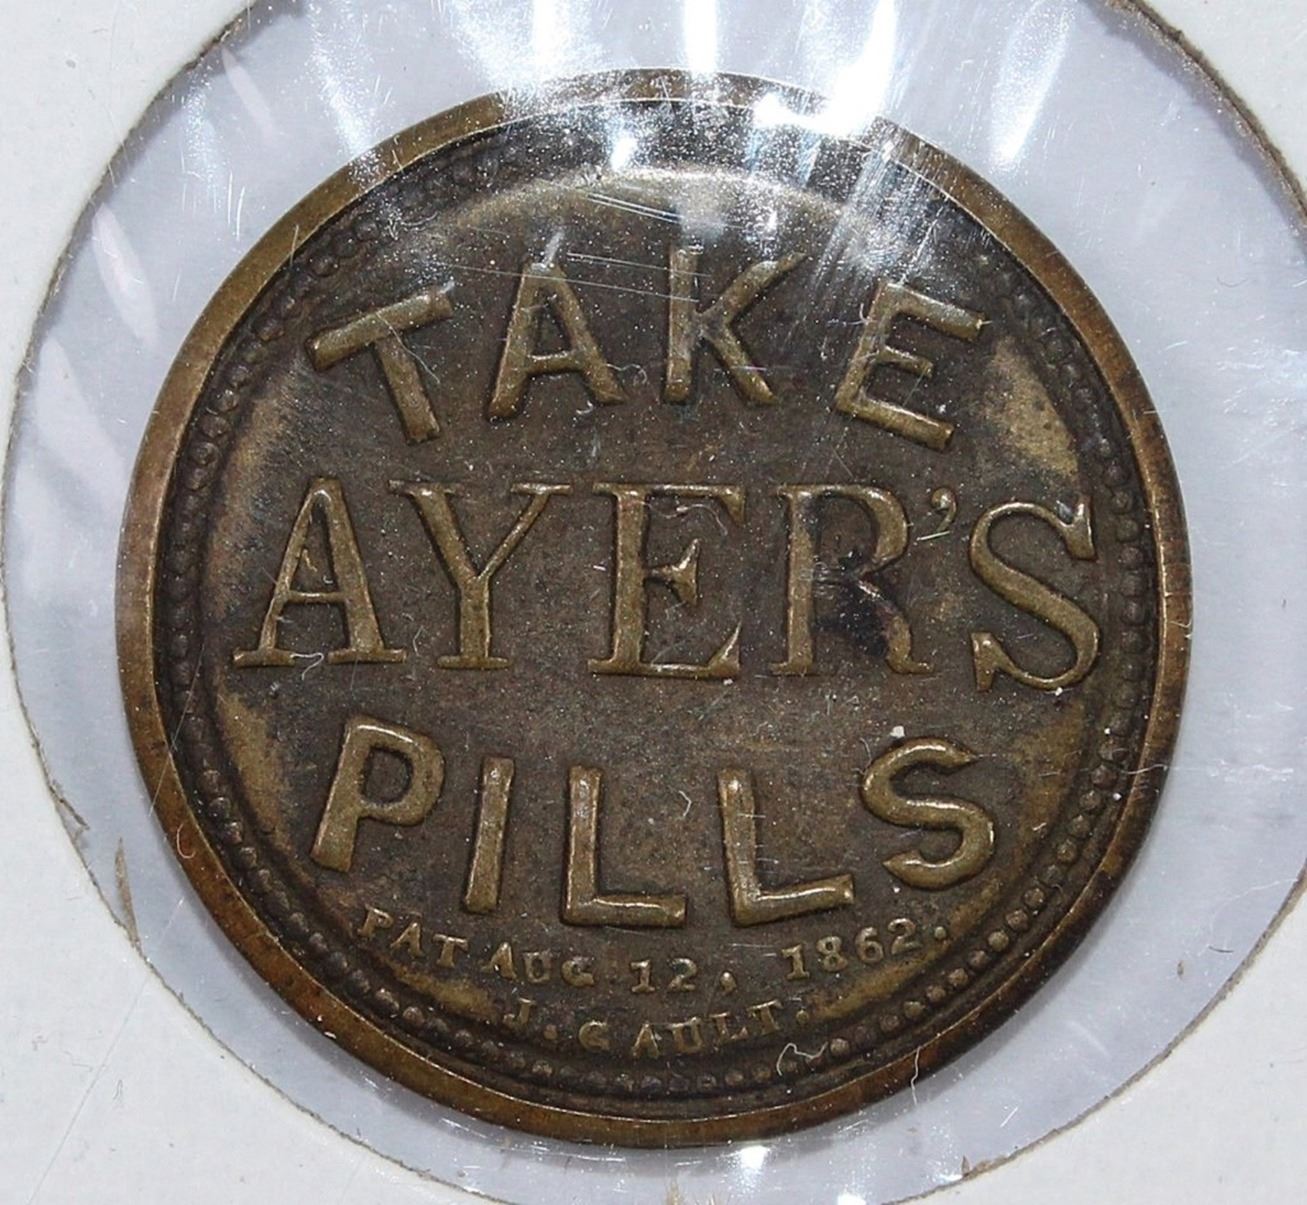 TAKE
AYER'S
PILLS
PAT AUG 12, 1862.
J. GAULT.